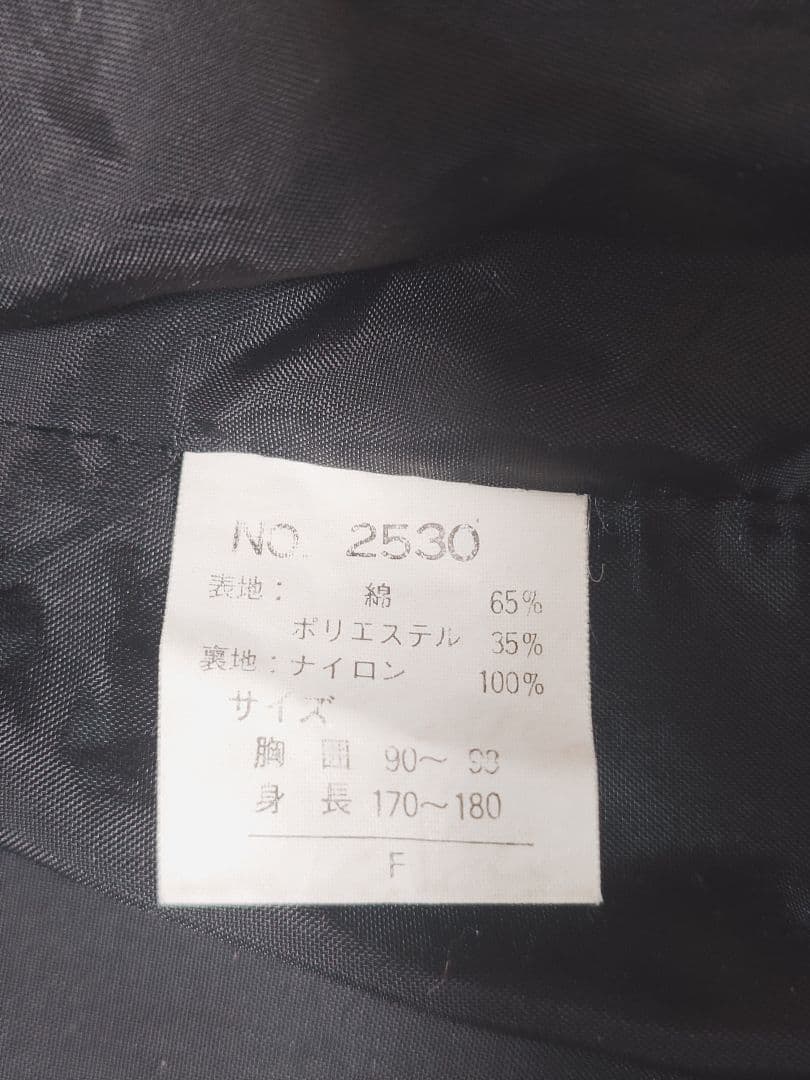 NO. 2530
表地: 綿 65%
ポリエステル 35%
裏地: ナイロン 100%
サイズ
胸 囲 90〜 98
身 長 170〜180
F